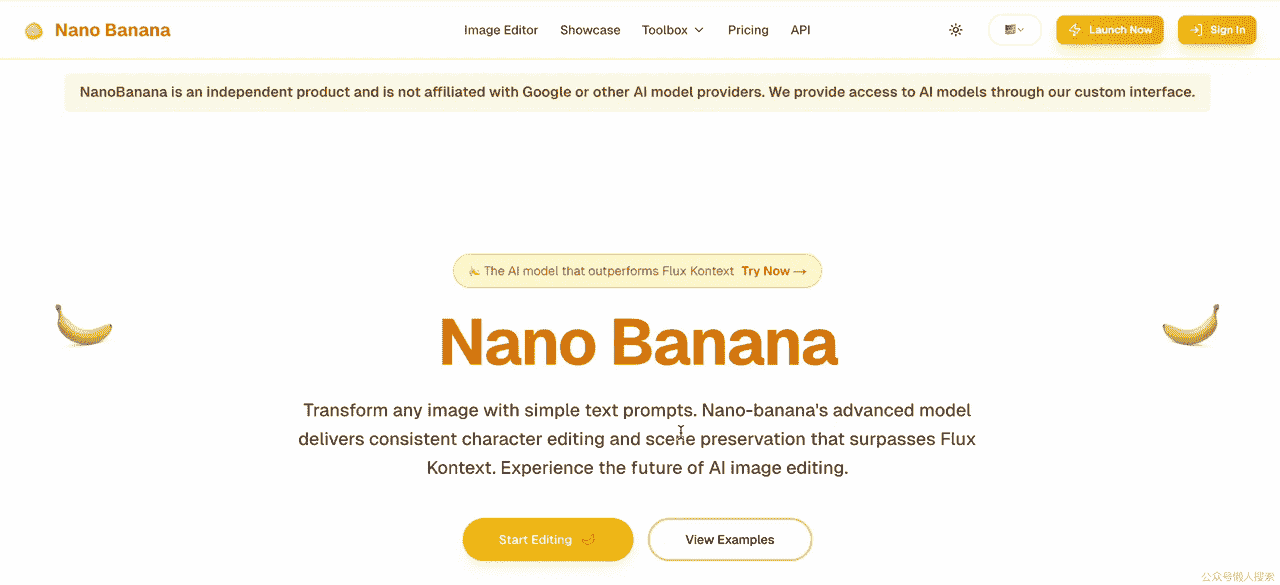 Nano Banana
Image Editor Showcase Toolbox Pricing API
Launch Now
Sign In
NanoBanana is an independent product and is not affiliated with Google or other AI model providers. We provide access to AI models through our custom interface.
The AI model that outperforms Flux Kontext Try Now →
Nano Banana
Transform any image with simple text prompts. Nano-banana's advanced model
delivers consistent character editing and scene preservation that surpasses Flux
Kontext. Experience the future of AI image editing.
Start Editing
View Examples
公众号懒人搜索